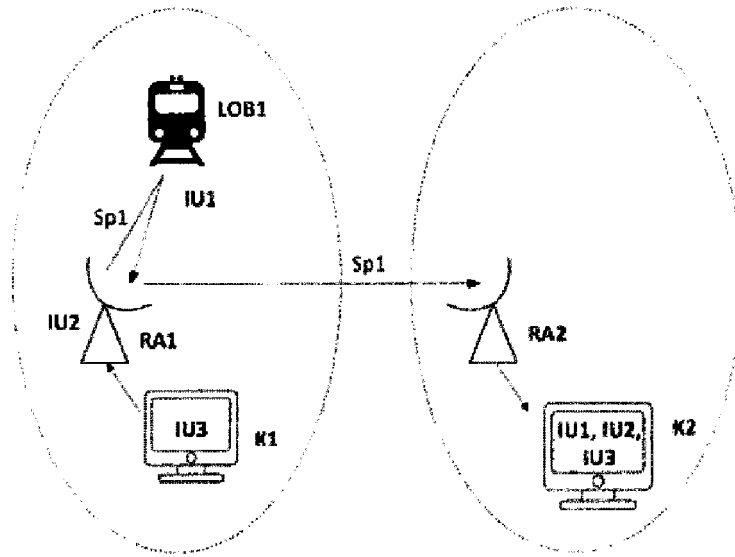 LOB1
IU1
Sp1
Sp1
IU2
RA1
RA2
IU3
K1
IU1, IU2,
IU3
K2